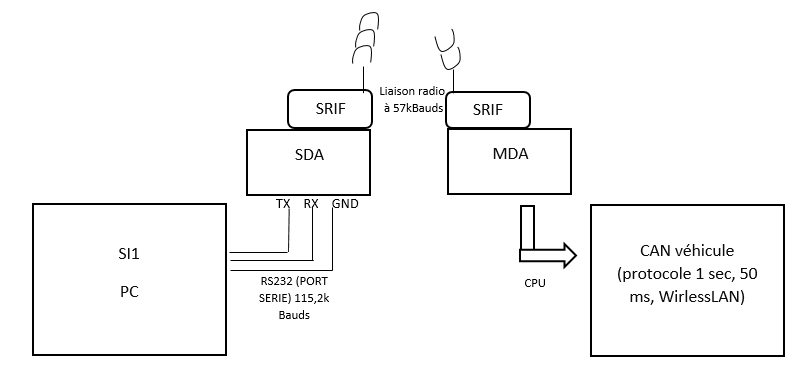 Liaison radio
à 57kBauds
SRIF
SRIF
SDA
MDA
TX RX GND
SI1
PC
RS232 (PORT
SERIE) 115,2k
Bauds
CPU
CAN véhicule
(protocole 1 sec, 50
ms, WirlessLAN)